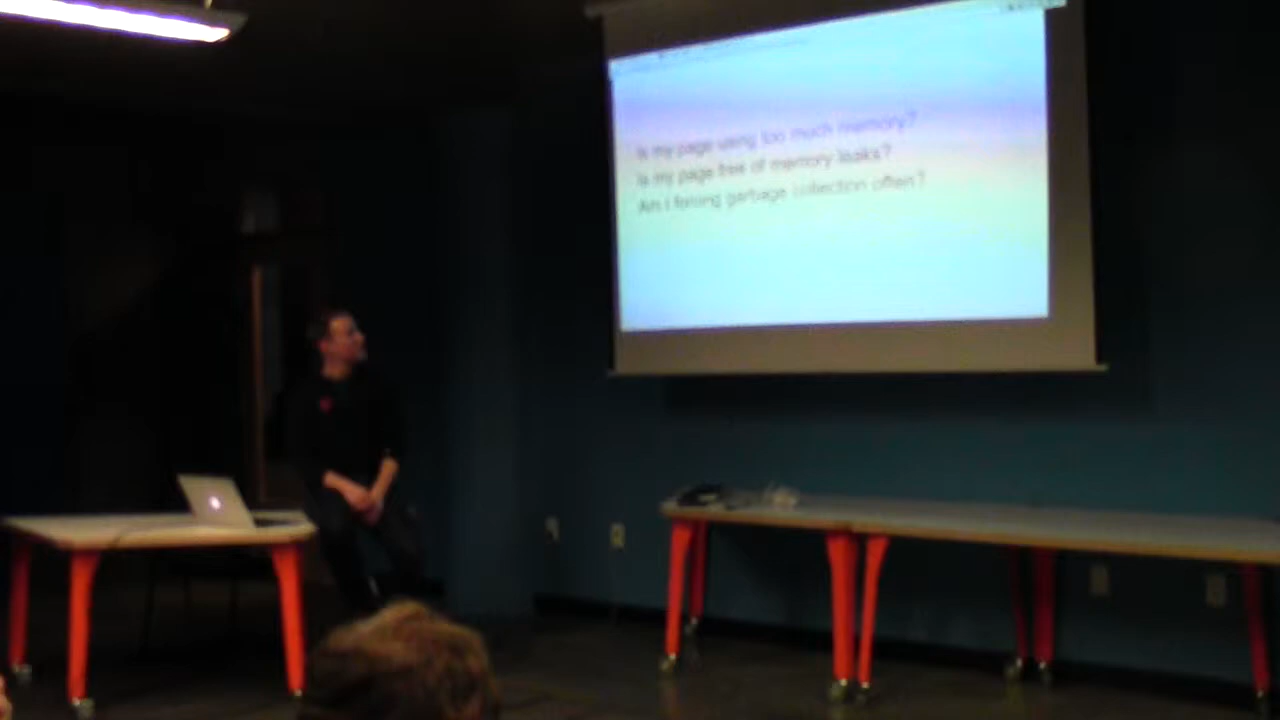 Is my page using too much memory?
Is my page free of memory leaks?
Am I forcing garbage collection often?